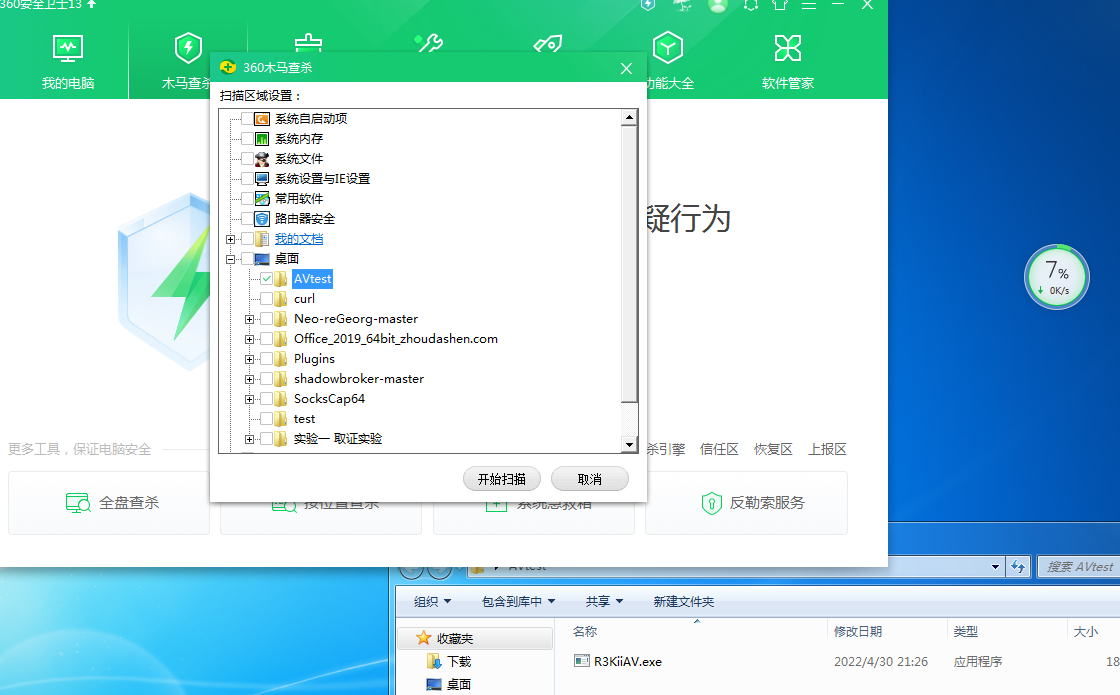 360安全卫士13
我的电脑
木马查杀
功能大全
软件管家
360木马查杀
扫描区域设置：
系统自启动项
系统内存
系统文件
系统设置与IE设置
常用软件
路由器安全
我的文档
桌面
AVtest
curl
Neo-reGeorg-master
Office_2019_64bit_zhoudashen.com
Plugins
shadowbroker-master
SocksCap64
test
实验一 取证实验
开始扫描
取消
疑行为
7%
0K/s
更多工具，保证电脑安全
杀引擎 信任区 恢复区 上报区
全盘查杀
按位置查杀
系统急救箱
反勒索服务
AVtest
搜索 AVtest
组织 包含到库中 共享 新建文件夹
收藏夹
下载
桌面
名称 修改日期 类型 大小
R3KiiAV.exe 2022/4/30 21:26 应用程序 18